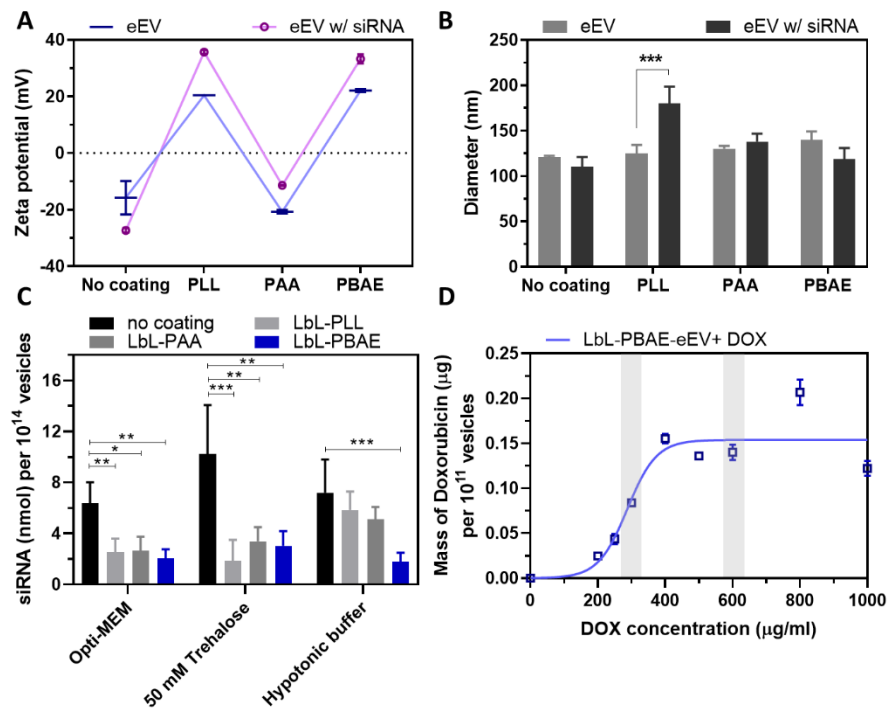 A
eEV
eEV w/ siRNA
Zeta potential (mV)
40
20
0
-20
-40
No coating
PLL
PAA
PBAE
B
eEV
eEV w/ siRNA
Diameter (nm)
250
200
150
100
50
0
***
No coating
PLL
PAA
PBAE
C
no coating
LbL-PLL
LbL-PAA
LbL-PBAE
siRNA (nmol) per 10¹⁴ vesicles
16
12
8
4
0
**
*
**
**
**
***
***
Opti-MEM
50 mM Trehalose
Hypotonic buffer
D
LbL-PBAE-eEV+ DOX
Mass of Doxorubicin (μg)
per 10¹¹ vesicles
0.25
0.20
0.15
0.10
0.05
0.00
0
200
400
600
800
1000
DOX concentration (μg/ml)